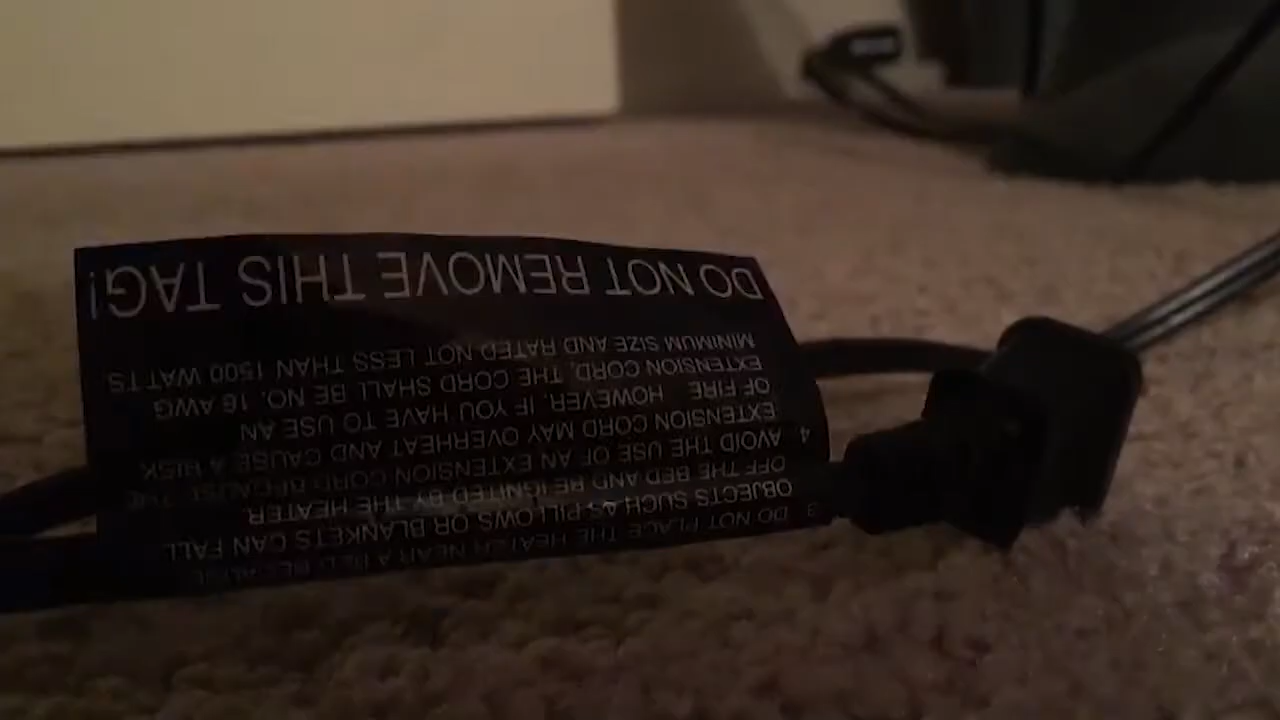 3 DO NOT PLACE THE HEATER NEAR A BED BECAUSE
OBJECTS SUCH AS PILLOWS OR BLANKETS CAN FALL
OFF THE BED AND BE IGNITED BY THE HEATER.
4 AVOID THE USE OF AN EXTENSION CORD BECAUSE THE
EXTENSION CORD MAY OVERHEAT AND CAUSE A RISK
OF FIRE HOWEVER, IF YOU HAVE TO USE AN
EXTENSION CORD, THE CORD SHALL BE NO. 16 AWG
MINIMUM SIZE AND RATED NOT LESS THAN 1500 WATTS
DO NOT REMOVE THIS TAG!